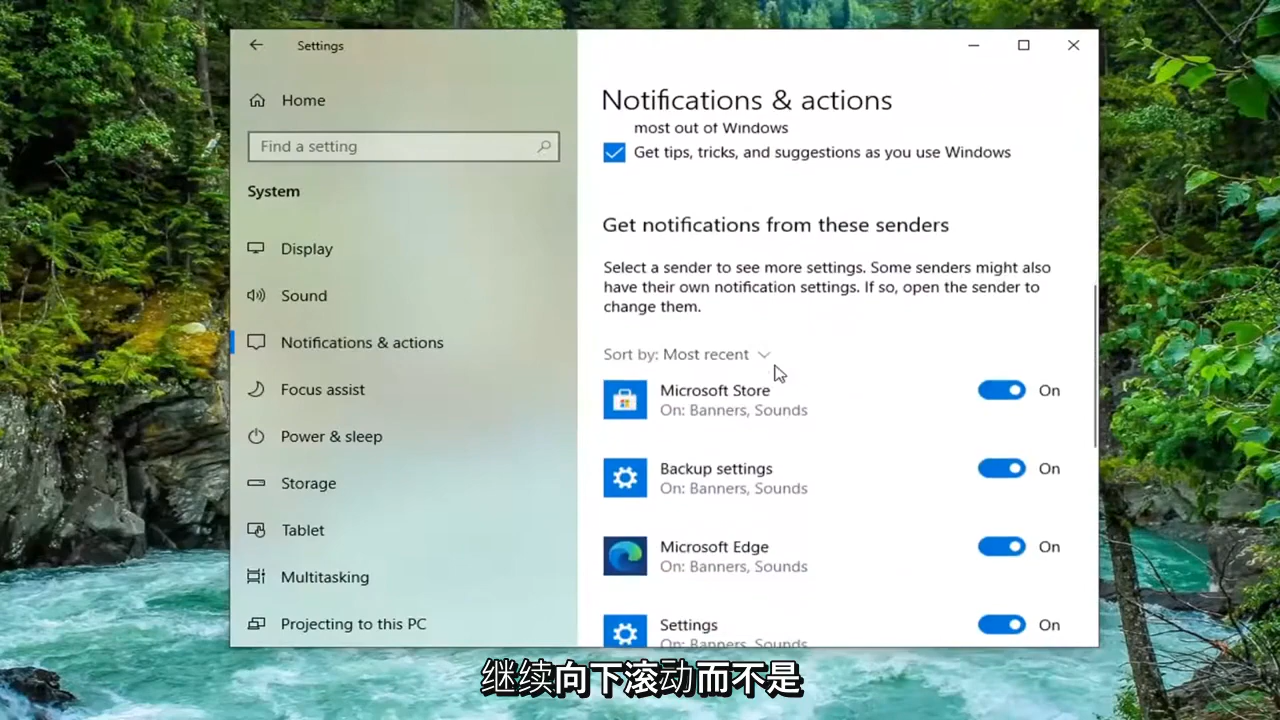 Settings
Home
Find a setting
System
Display
Sound
Notifications & actions
Focus assist
Power & sleep
Storage
Tablet
Multitasking
Projecting to this PC
Notifications & actions
most out of Windows
Get tips, tricks, and suggestions as you use Windows
Get notifications from these senders
Select a sender to see more settings. Some senders might also
have their own notification settings. If so, open the sender to
change them.
Sort by: Most recent
Microsoft Store
On: Banners, Sounds
On
Backup settings
On: Banners, Sounds
On
Microsoft Edge
On: Banners, Sounds
On
Settings
On: Banners, Sounds
On
继续向下滚动而不是